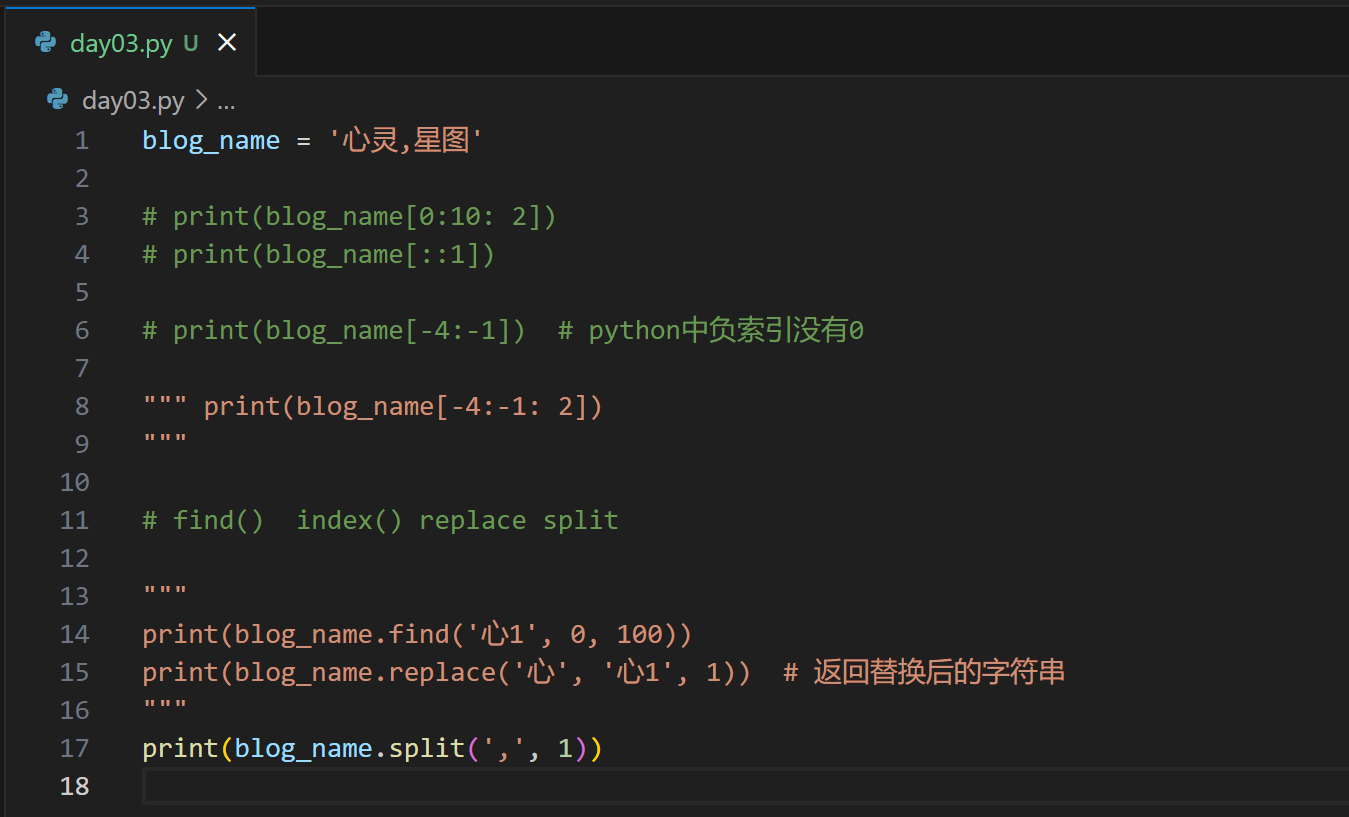 day03.py U
day03.py > ...
1 blog_name = '心灵,星图'
2
3 # print(blog_name[0:10: 2])
4 # print(blog_name[::1])
5
6 # print(blog_name[-4:-1])  # python中负索引没有0
7
8 """ print(blog_name[-4:-1: 2])
9 """
10
11 # find()  index() replace split
12
13 """
14 print(blog_name.find('心1', 0, 100))
15 print(blog_name.replace('心', '心1', 1))  # 返回替换后的字符串
16 """
17 print(blog_name.split(',', 1))
18